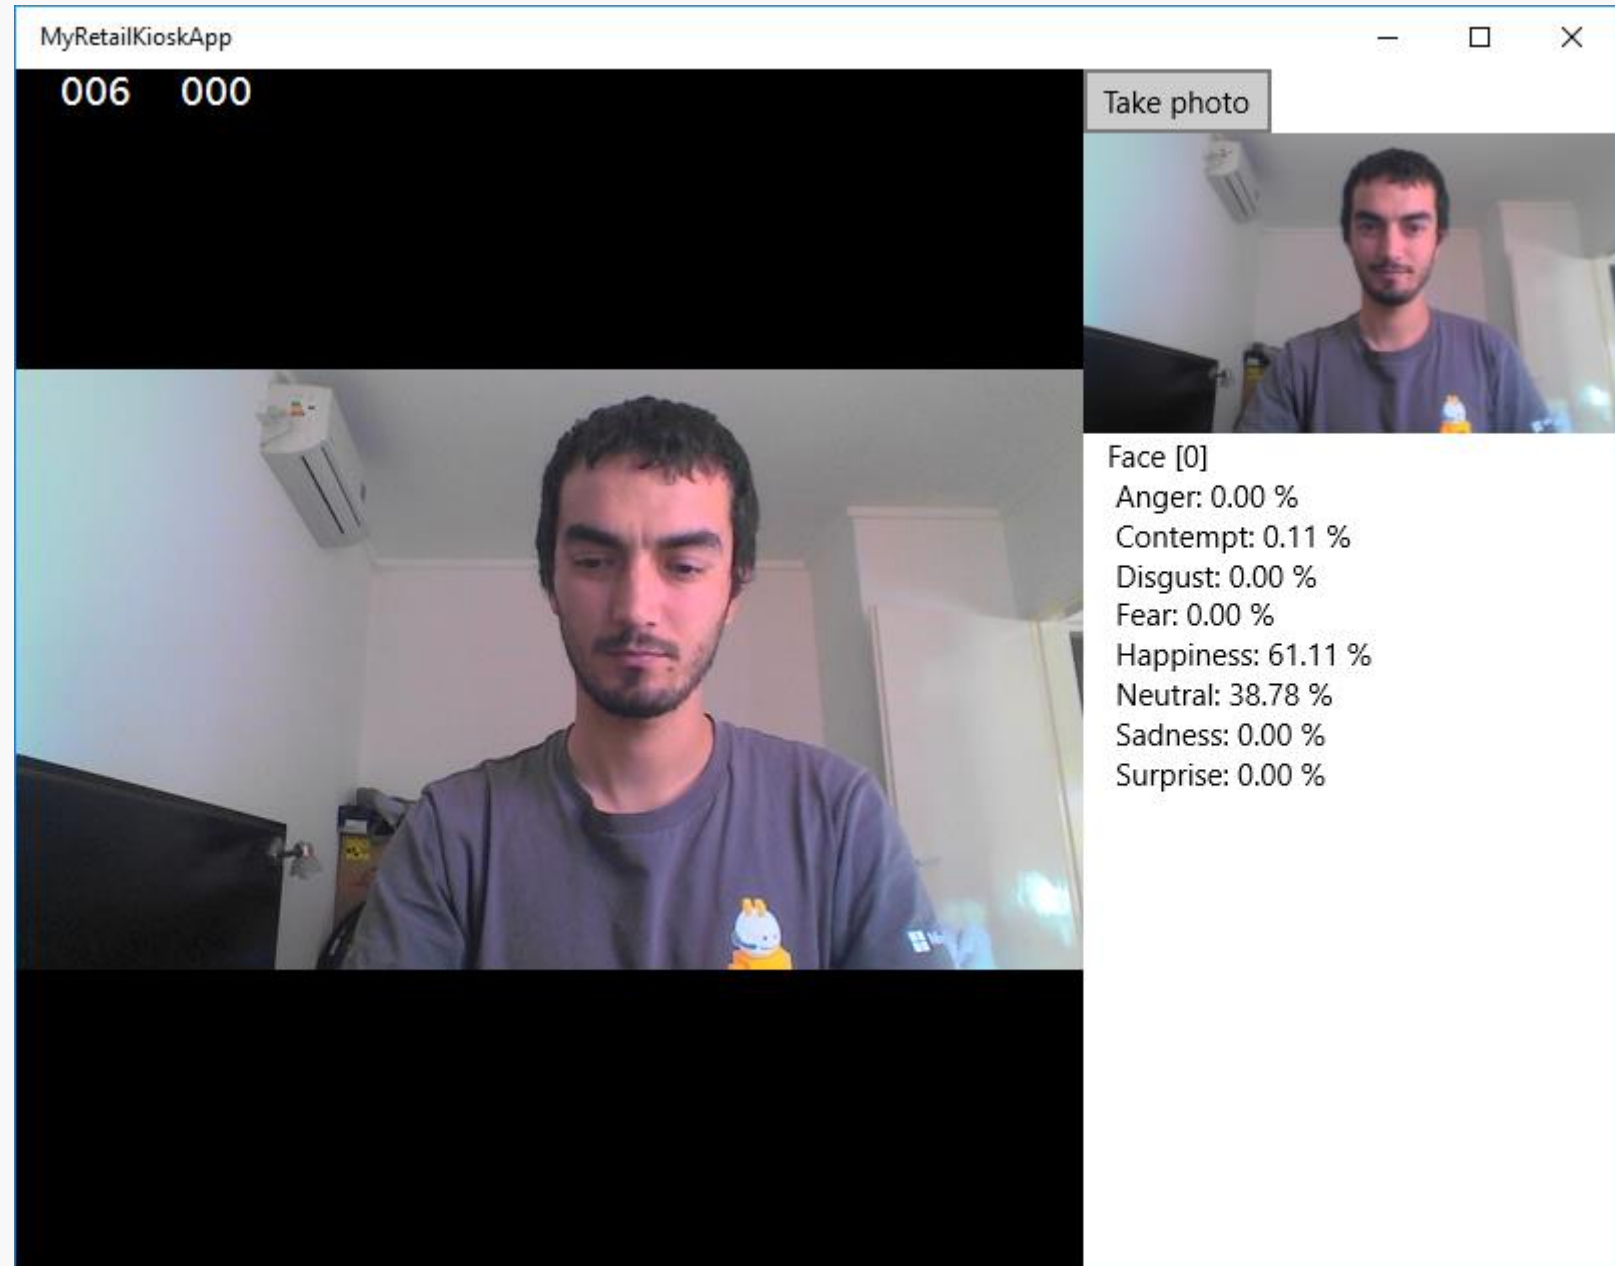 MyRetailKioskApp
006 000
Take photo
Face [0]
Anger: 0.00 %
Contempt: 0.11 %
Disgust: 0.00 %
Fear: 0.00 %
Happiness: 61.11 %
Neutral: 38.78 %
Sadness: 0.00 %
Surprise: 0.00 %